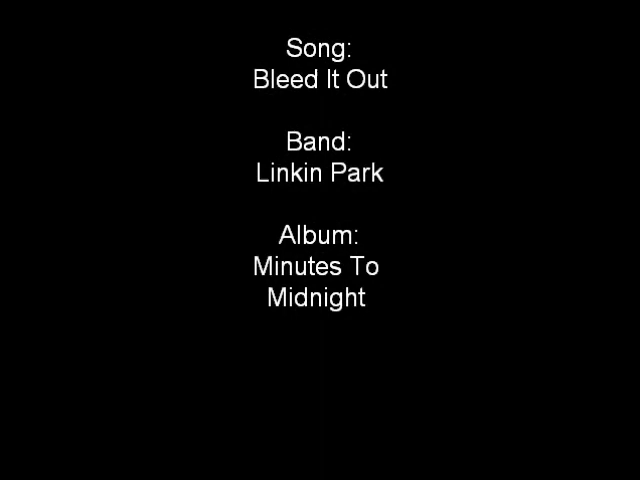 Song:
Bleed It Out
Band:
Linkin Park
Album:
Minutes To
Midnight